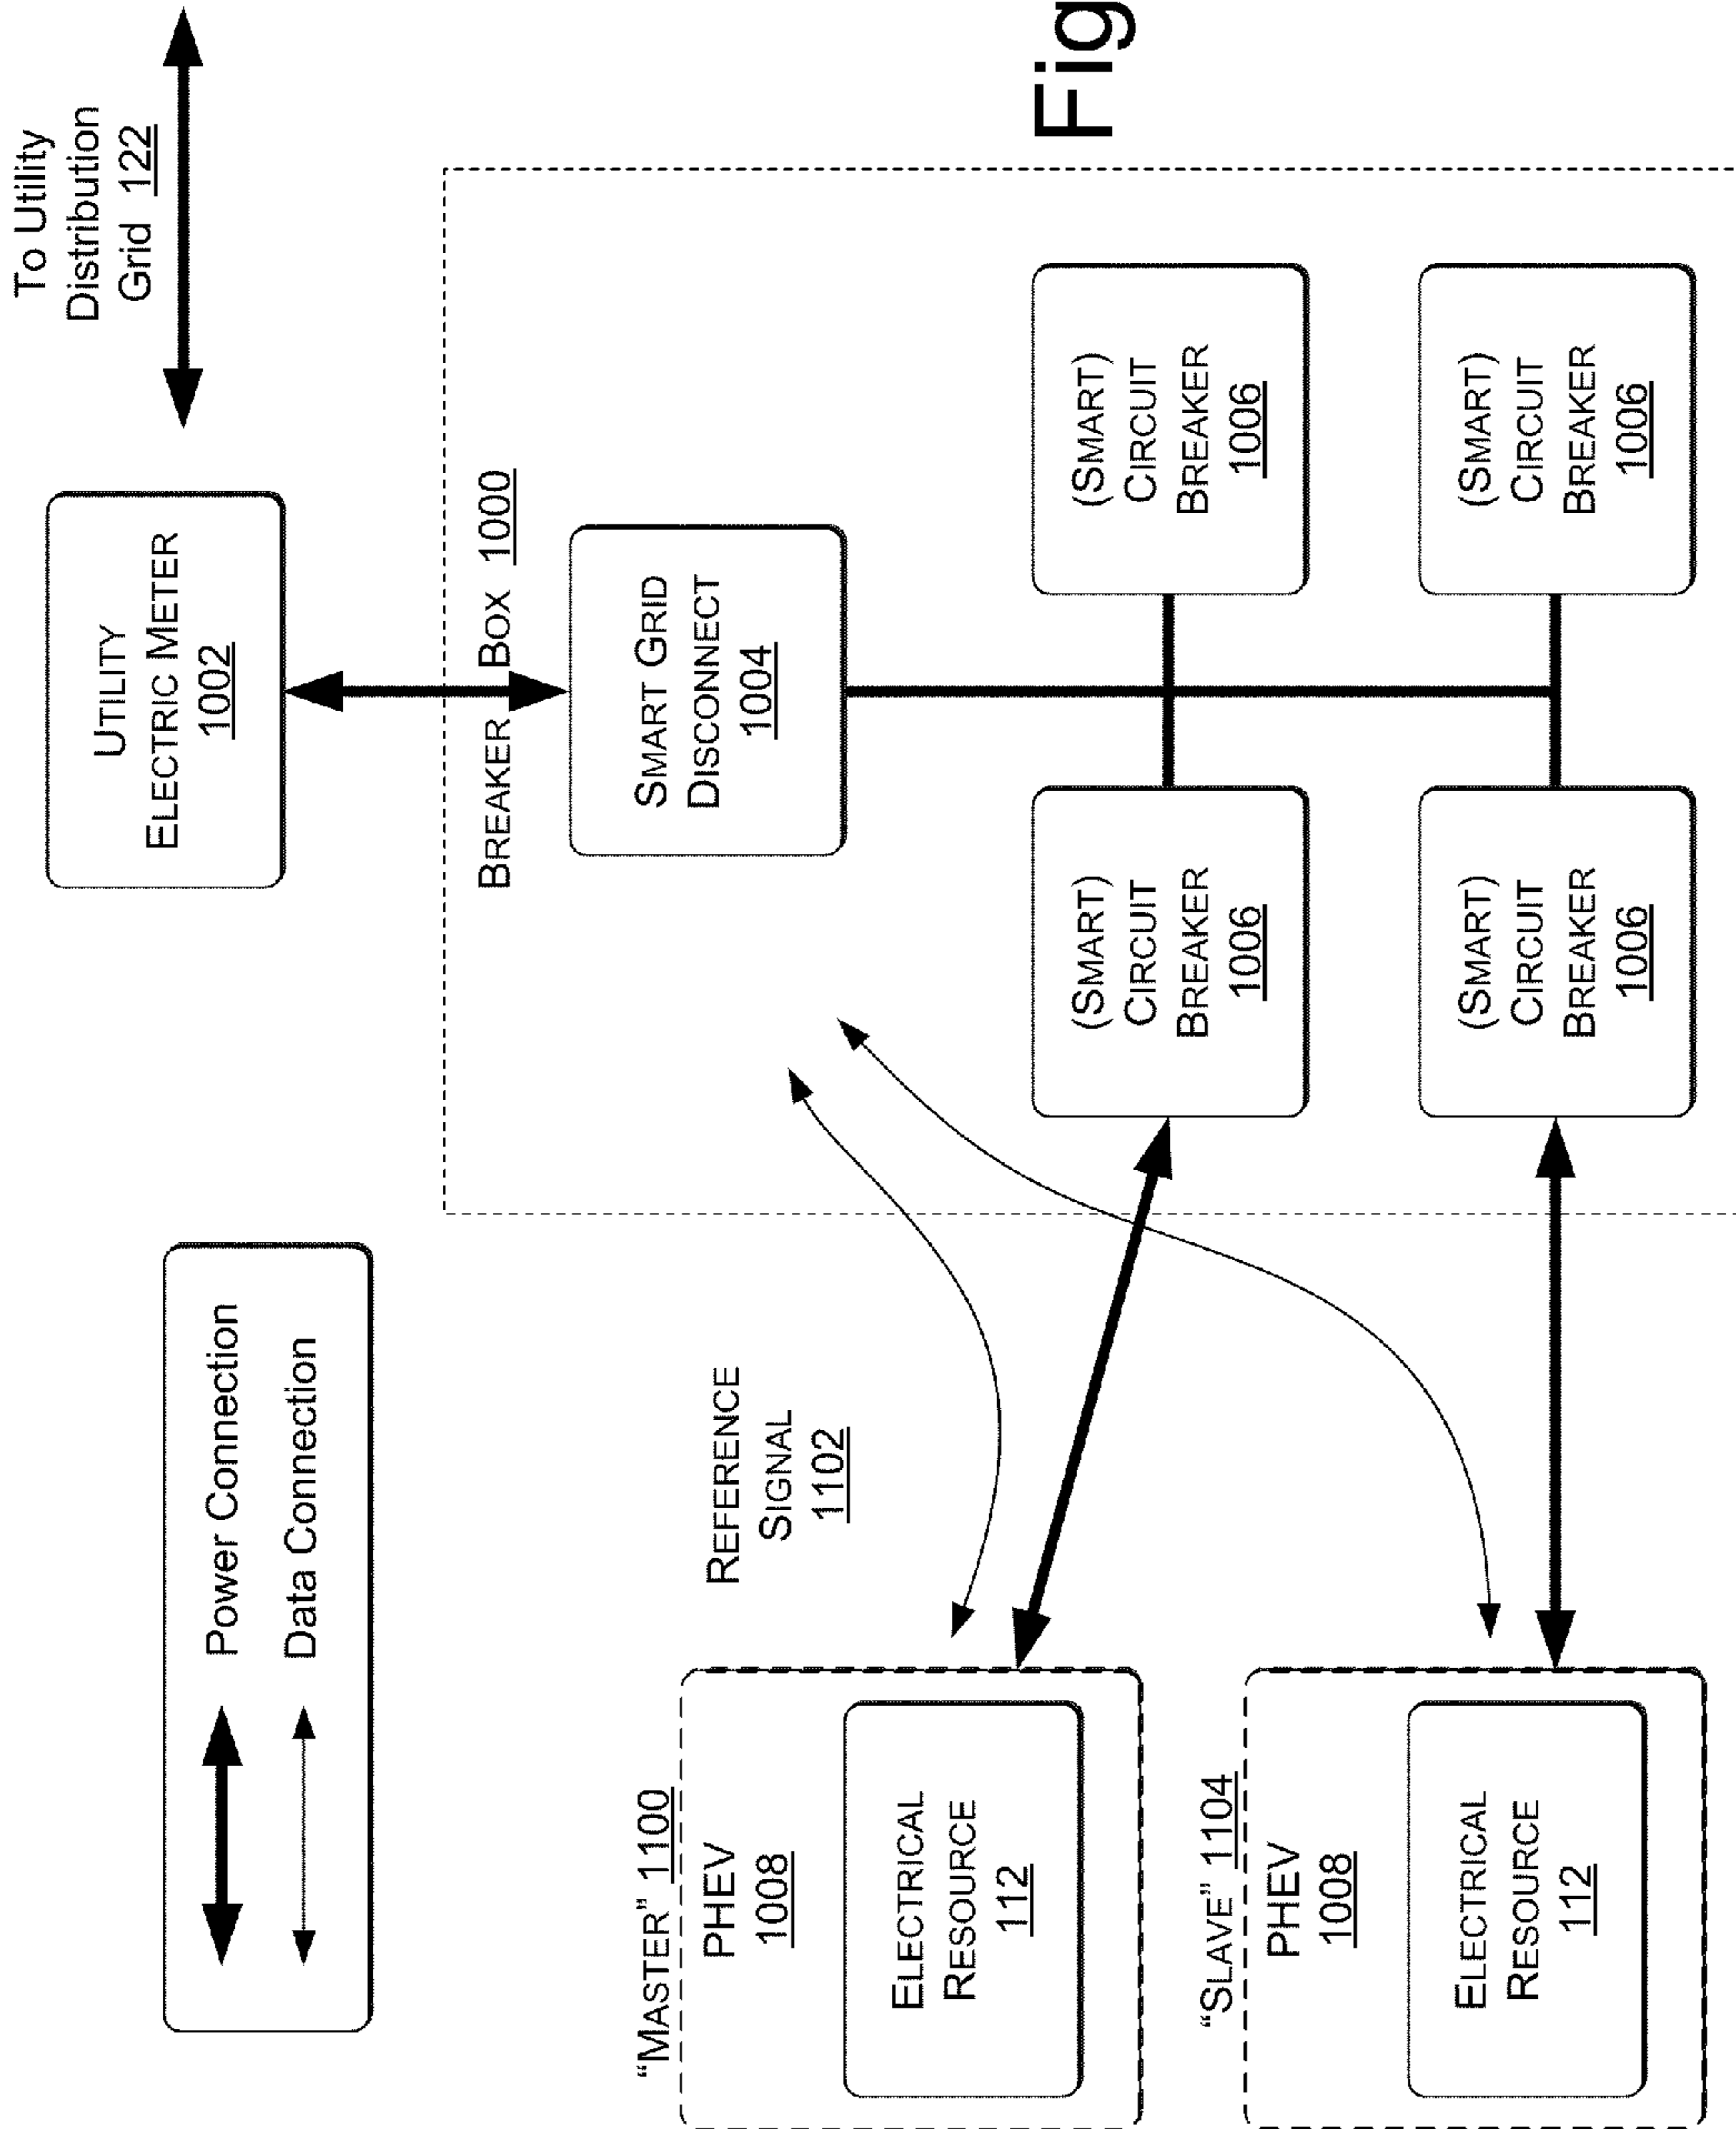 Power Connection
Data Connection
To Utility
Distribution
Grid 122
UTILITY
ELECTRIC METER
1002
BREAKER BOX 1000
SMART GRID
DISCONNECT
1004
REFERENCE
SIGNAL
1102
"MASTER" 1100
PHEV
1008
ELECTRICAL
RESOURCE
112
(SMART)
CIRCUIT
BREAKER
1006
(SMART)
CIRCUIT
BREAKER
1006
"SLAVE" 1104
PHEV
1008
ELECTRICAL
RESOURCE
112
(SMART)
CIRCUIT
BREAKER
1006
(SMART)
CIRCUIT
BREAKER
1006
Fig